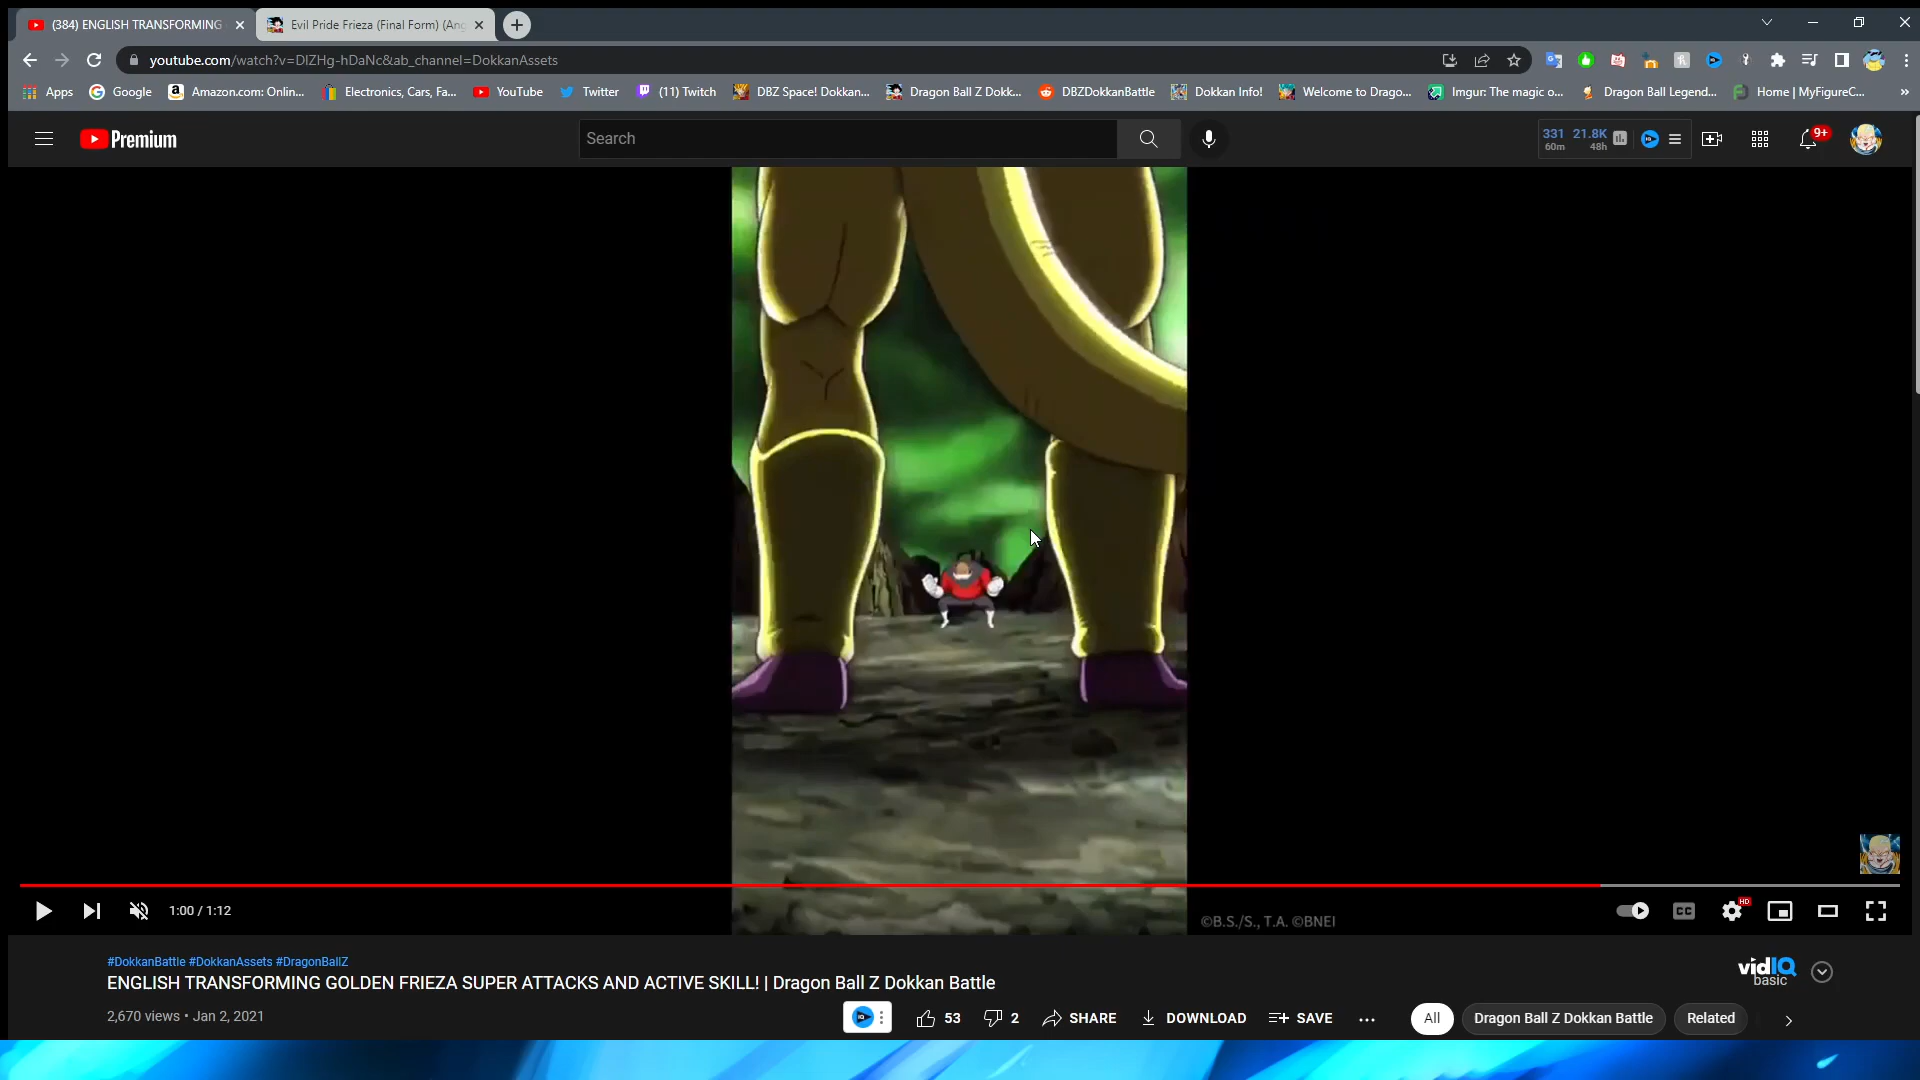 (384) ENGLISH TRANSFORMING
Evil Pride Frieza (Final Form) (Ang
youtube.com/watch?v=DlZHg-hDaNc&ab_channel=DokkanAssets
Apps
Google
Amazon.com: Onlin...
Electronics, Cars, Fa...
YouTube
Twitter
(11) Twitch
DBZ Space! Dokkan...
Dragon Ball Z Dokk...
DBZDokkanBattle
Dokkan Info!
Welcome to Drago...
Imgur: The magic o...
Dragon Ball Legend...
Home | MyFigureC...
Premium
Search
331 21.8K
60m 48h
9+
1:00 / 1:12
CC
HD
©B.S./S., T.A. ©BNEI
#DokkanBattle #DokkanAssets #DragonBallZ
ENGLISH TRANSFORMING GOLDEN FRIEZA SUPER ATTACKS AND ACTIVE SKILL! | Dragon Ball Z Dokkan Battle
vidIQ
basic
2,670 views • Jan 2, 2021
53
2
SHARE
DOWNLOAD
SAVE
All
Dragon Ball Z Dokkan Battle
Related